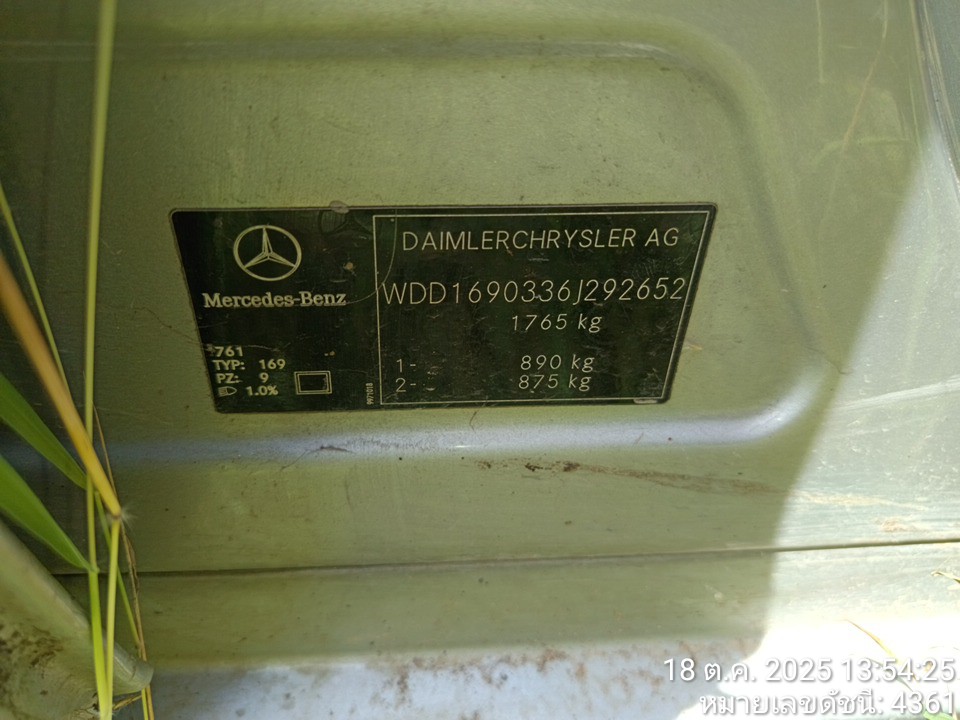 Mercedes-Benz
761
TYP: 169
PZ: 9
1.0%
9971018
DAIMLERCHRYSLER AG
WDD1690336J292652
1765 kg
1- 890 kg
2- 875 kg
18 ต.ค. 2025 13:54:25
หมายเลขดัชนี: 4361